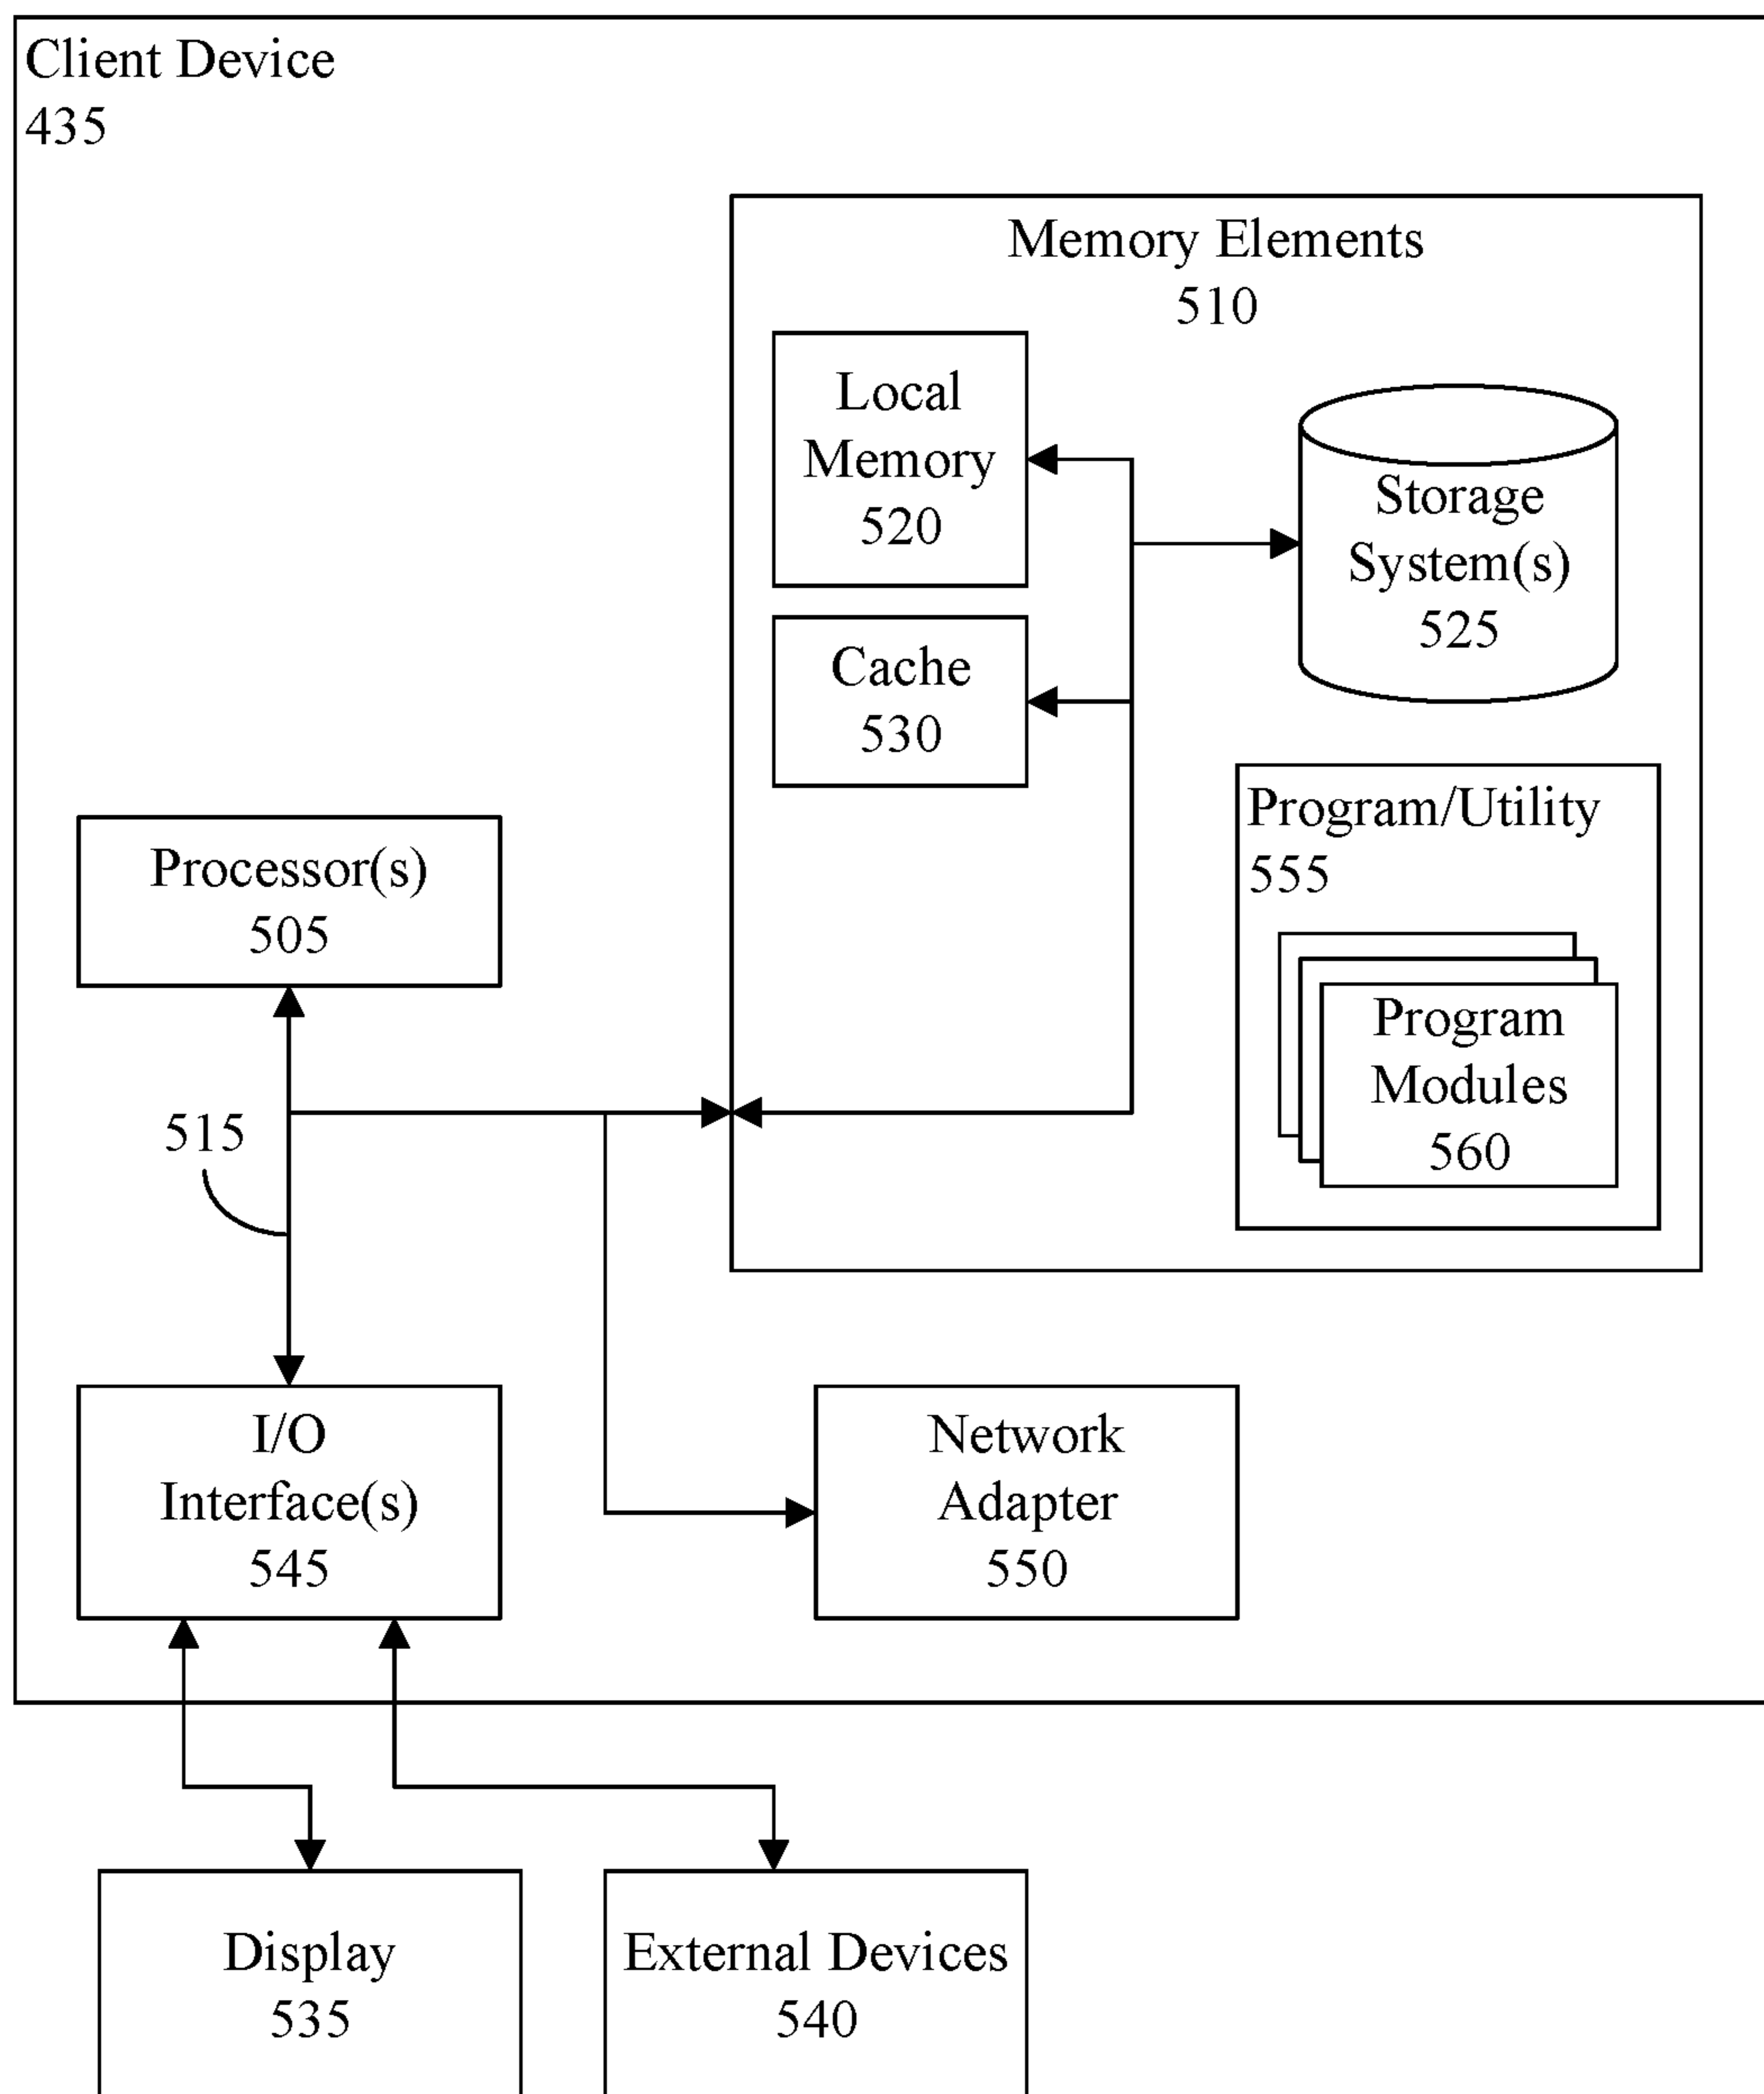 Client Device
435
Memory Elements
510
Local
Memory
520
Storage
System(s)
525
Cache
530
Program/Utility
555
Processor(s)
505
Program
Modules
560
515
I/O
Interface(s)
545
Network
Adapter
550
Display
535
External Devices
540